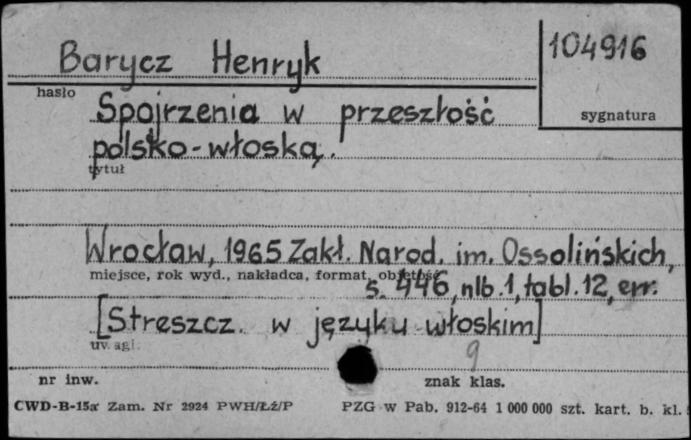 Barycz Henryk
104916
hasło
sygnatura
Spojrzenia w przeszłość
polsko-włoską.
tytuł
Wrocław, 1965 Zakł. Narod. im. Ossolińskich,
miejsce, rok wyd., nakładca, format, objętość
s. 446, nlb. 1, tabl. 12, err.
[Streszcz. w języku włoskim]
uwagi
9
nr inw.
znak klas.
CWD-B-15a Zam. Nr 2924 PWH/Łż/P
PZG w Pab. 912-64 1 000 000 szt. kart. b. kl.